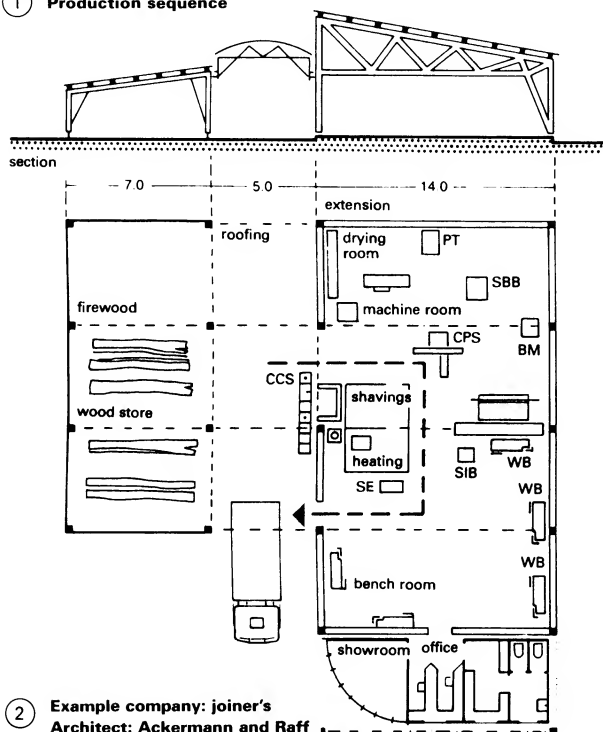 1 Production sequence
section
7.0 5.0 14.0
extension
roofing
drying
room
PT
SBB
firewood
machine room
CPS
BM
CCS
shavings
wood store
heating
SIB
WB
SE
WB
WB
bench room
showroom office
2 Example company: joiner's
Architect: Ackermann and Raff